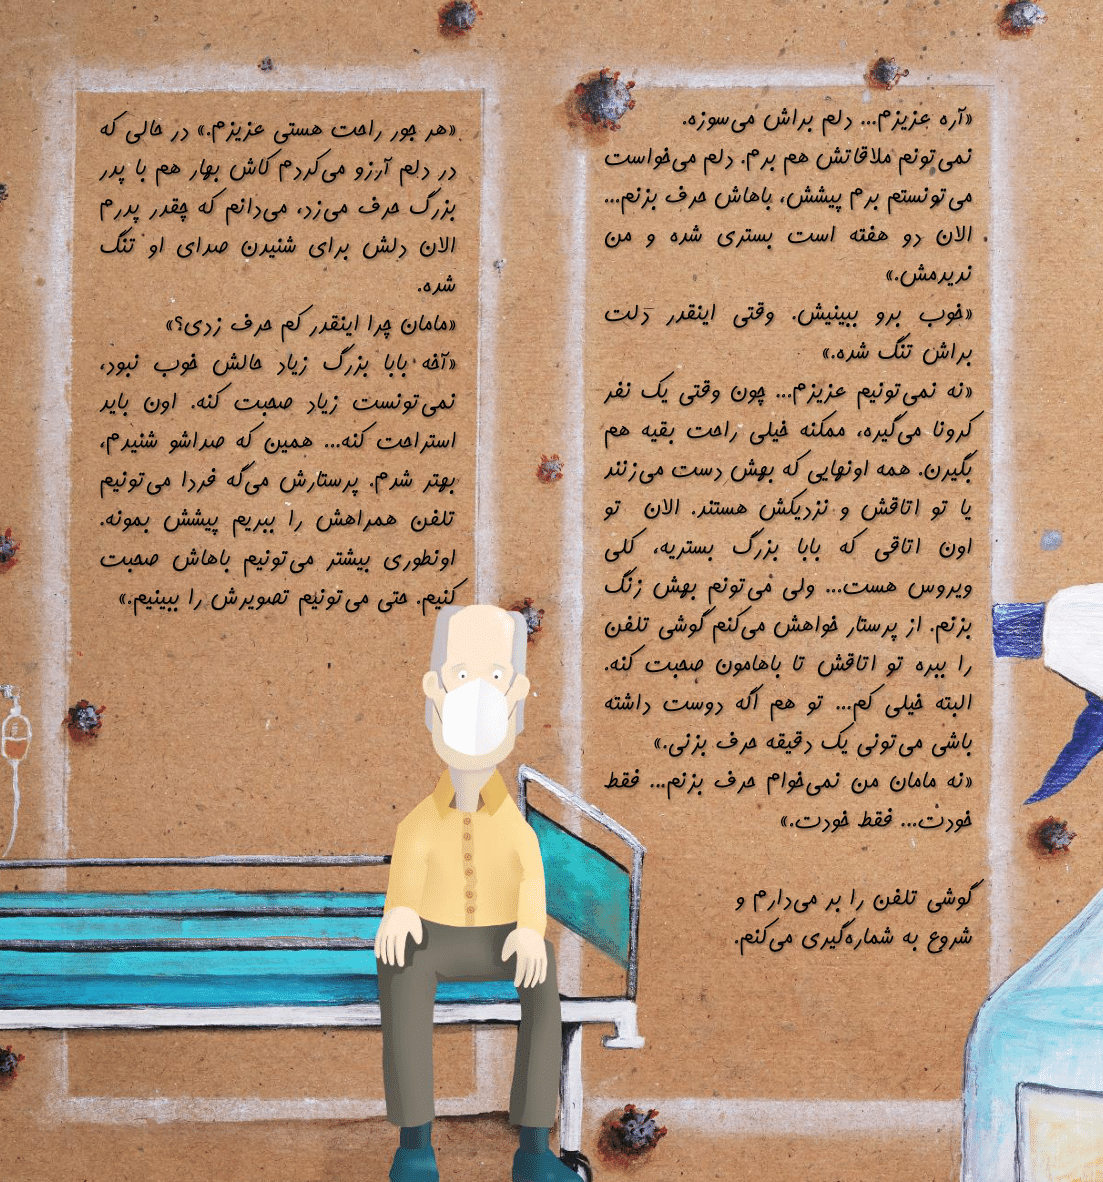 «آره عزیزم... دلم براش می‌سوزه.
نمی‌تونم ملاقاتش هم برم. دلم می‌خواست
می‌تونستم برم پیشش، باهاش حرف بزنم...
الان دو هفته است بستری شده و من
ندیدمش.»
«خوب برو ببینیش. وقتی اینقدر دلت
براش تنگ شده.»
«نه نمی‌تونیم عزیزم... چون وقتی یک نفر
کرونا می‌گیره، ممکنه خیلی راحت بقیه هم
بگیرن. همه اونهایی که بهش دست می‌زنند
یا تو اتاقش و نزدیکش هستند. الان تو
اون اتاقی که بابا بزرگ بستریه، کلی
ویروس هست... ولی می‌تونم بهش زنگ
بزنم. از پرستار خواهش می‌کنم گوشی تلفن
را ببره تو اتاقش تا باهامون صحبت کنه.
البته خیلی کم... تو هم اگه دوست داشته
باشی می‌تونی یک دقیقه حرف بزنی.»
«نه مامان من نمی‌خوام حرف بزنم... فقط
خودت... فقط خودت.»
گوشی تلفن را بر می‌دارم و
شروع به شماره‌گیری می‌کنم.
«هر جور راحت هستی عزیزم.» در حالی که
در دلم آرزو می‌کردم کاش بهار هم با پدر
بزرگ حرف می‌زد، می‌دانم که چقدر پدرم
الان دلش برای شنیدن صدای او تنگ
شده.
«مامان چرا اینقدر کم حرف زدی؟»
«آخه بابا بزرگ زیاد حالش خوب نبود،
نمی‌تونست زیاد صحبت کنه. اون باید
استراحت کنه... همین که صداشو شنیدم،
بهتر شدم. پرستارش می‌گه فردا می‌تونیم
تلفن همراهش را ببریم پیشش بمونه.
اونطوری بیشتر می‌تونیم باهاش صحبت
کنیم. حتی می‌تونیم تصویرش را ببینیم.»